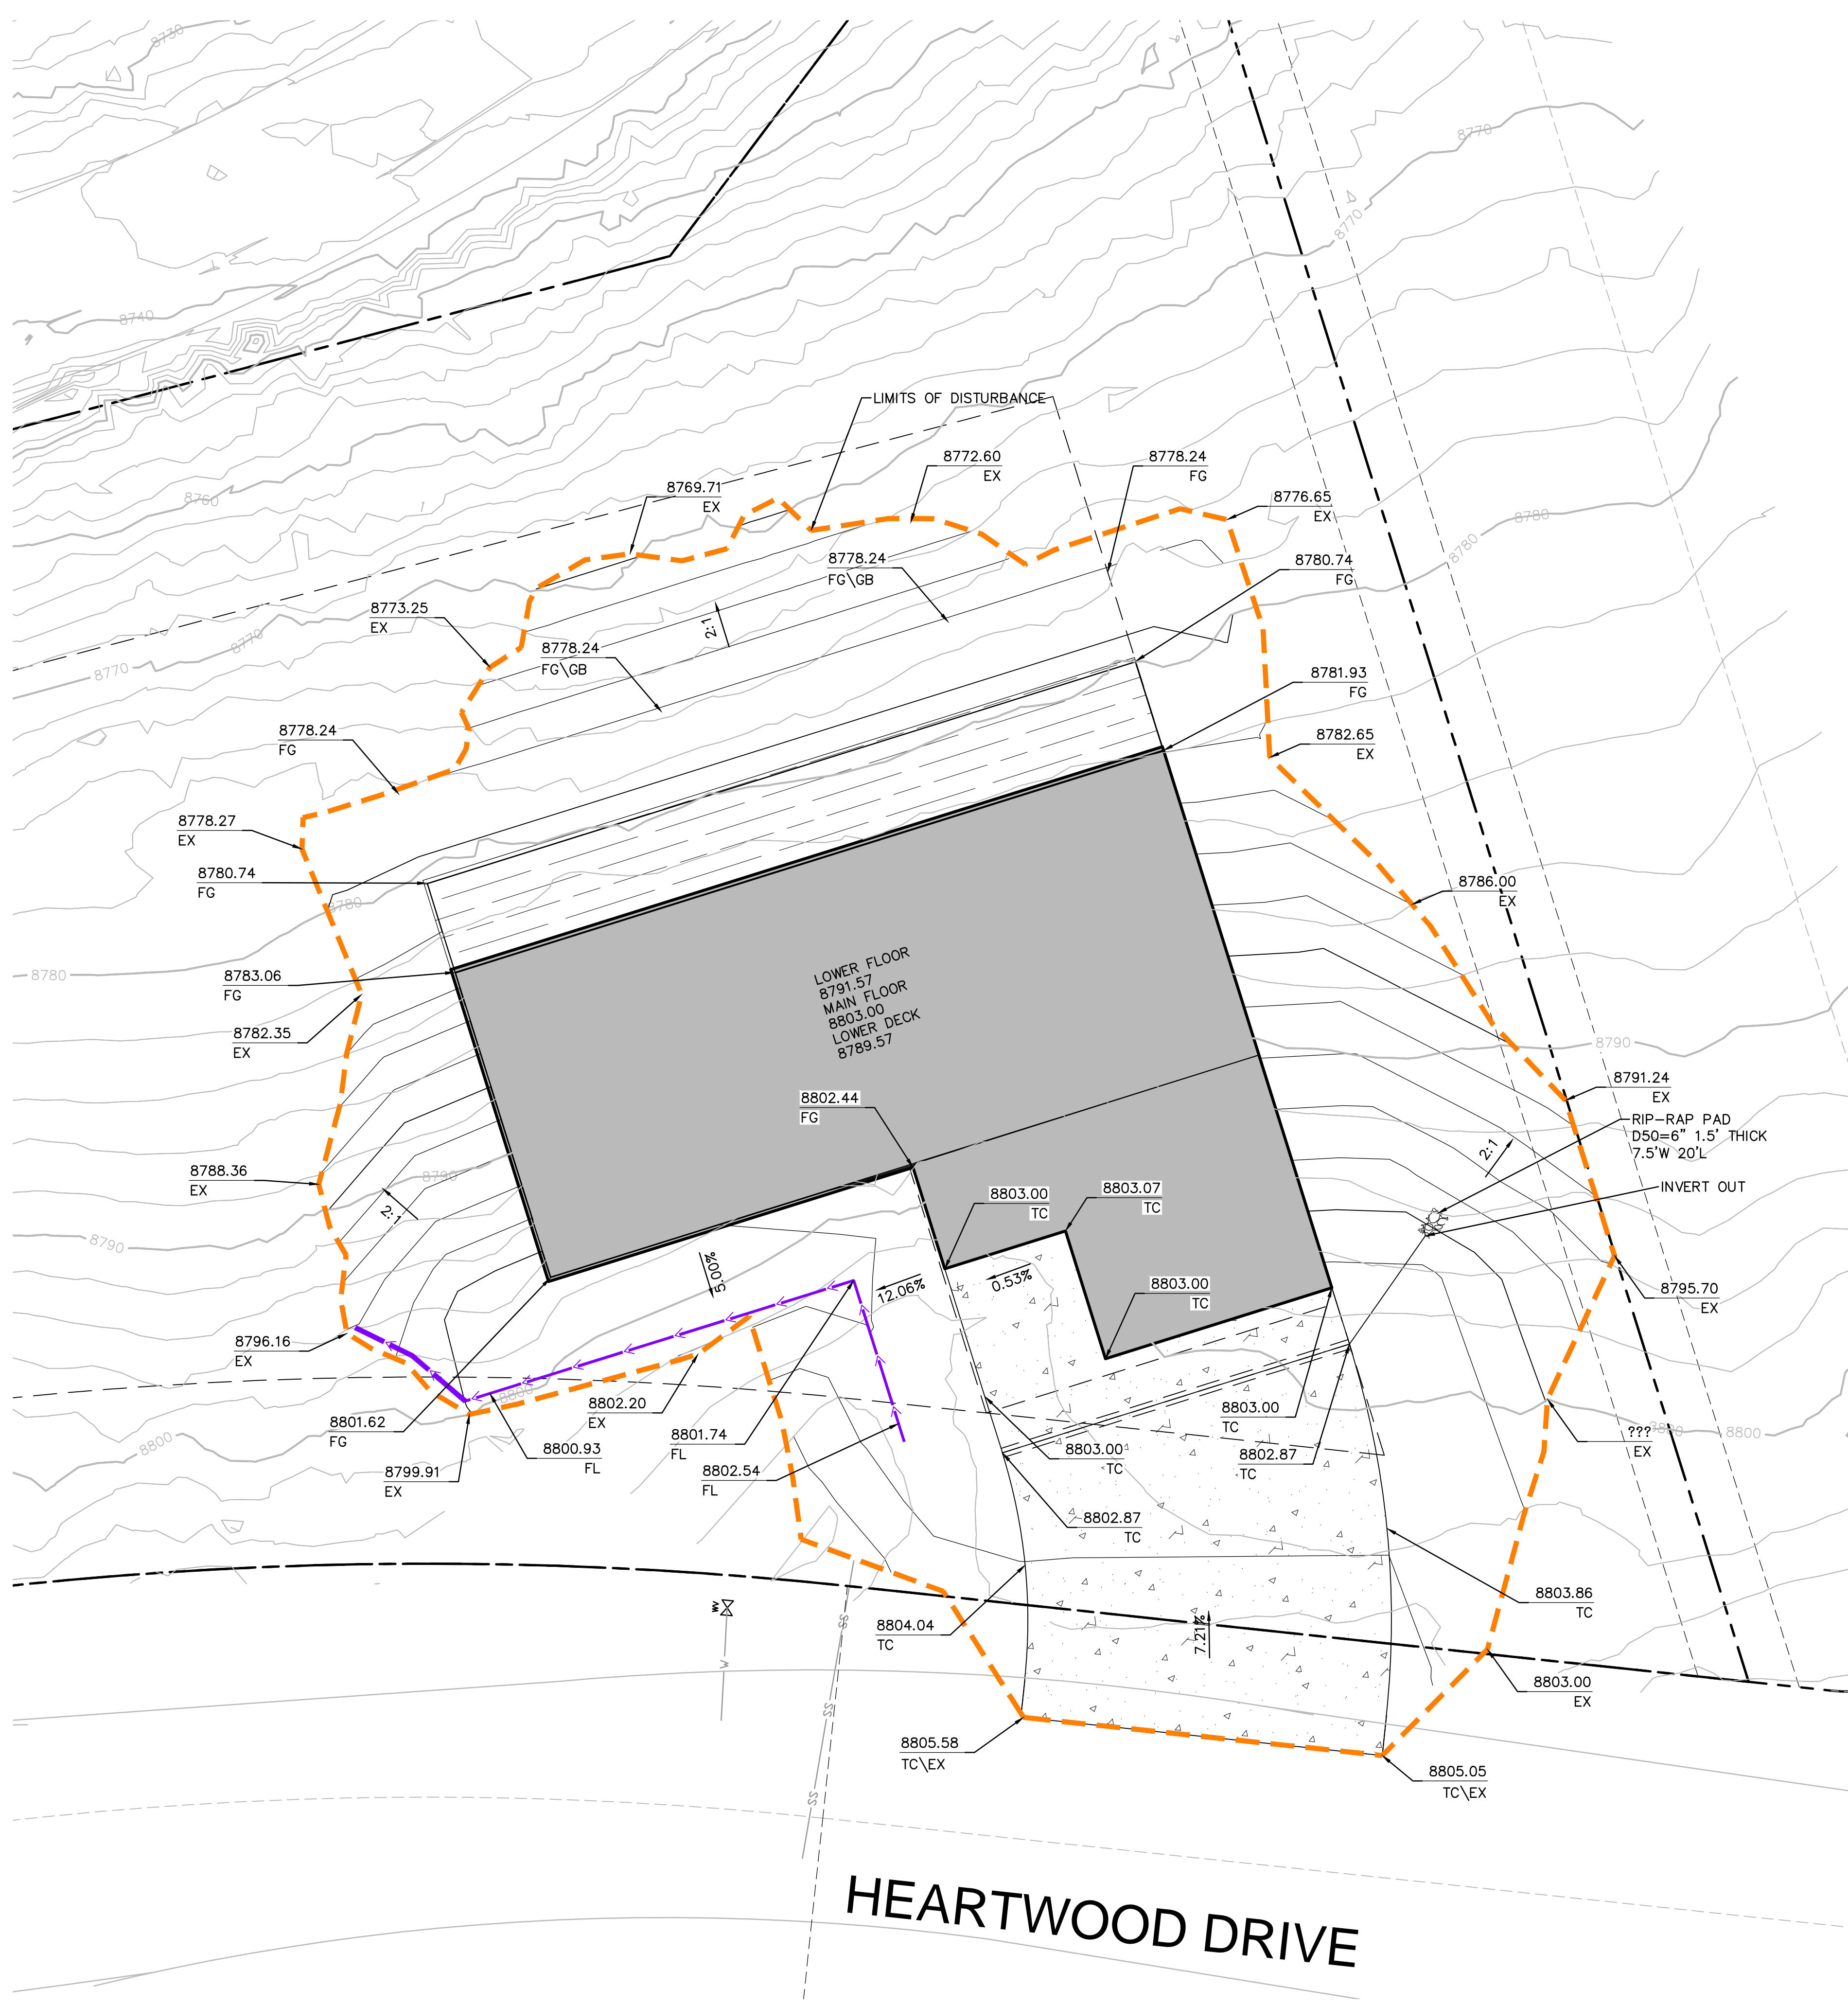 8730
8770
8770
8740
LIMITS OF DISTURBANCE
8772.60
EX
8778.24
FG
8769.71
EX
8760
8776.65
EX
8780
8780
8778.24
FG\GB
8780.74
FG
8773.25
EX
2:1
8770
8770
8778.24
FG\GB
8781.93
FG
8778.24
FG
8782.65
EX
8778.27
EX
8780.74
FG
8780
8786.00
EX
8780
8783.06
FG
LOWER FLOOR
8791.57
MAIN FLOOR
8803.00
LOWER DECK
8789.57
8782.35
EX
8790
8791.24
EX
8802.44
FG
RIP-RAP PAD
D50=6" 1.5' THICK
7.5'W 20'L
2:1
8788.36
EX
8790
2:1
8803.00
TC
8803.07
TC
INVERT OUT
8790
5.00%
12.06%
0.53%
8803.00
TC
8795.70
EX
8796.16
EX
8800
8802.20
EX
8803.00
TC
8801.62
FG
8801.74
FL
???
EX
8800
8800
8800
8800.93
FL
8803.00
TC
8802.87
TC
8799.91
EX
8802.54
FL
8802.87
TC
8803.86
TC
WV
SS
8804.04
TC
7.21%
W
8803.00
EX
SS
8805.58
TC\EX
8805.05
TC\EX
SS
HEARTWOOD DRIVE